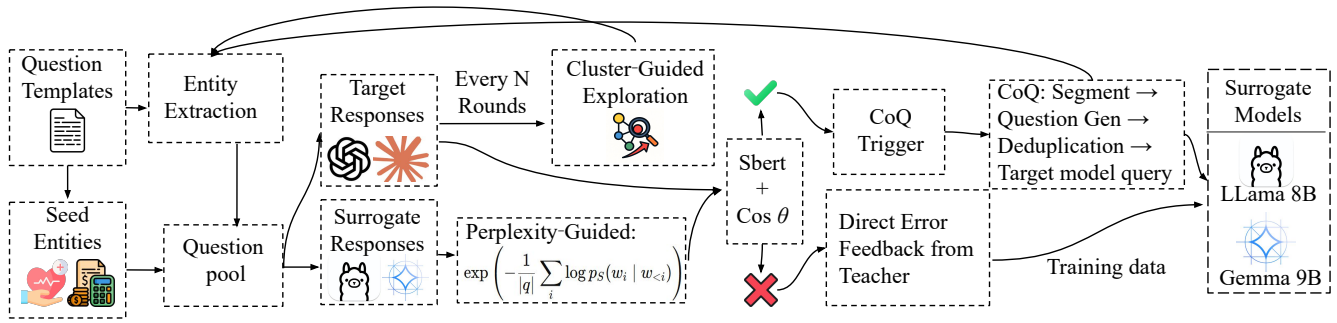 Question
Templates
Entity
Extraction
Seed
Entities
Question
pool
Target
Responses
Surrogate
Responses
Every N
Rounds
Cluster-Guided
Exploration
Perplexity-Guided:
exp ( − 1/|q| ∑_i log p_S(w_i | w_{<i}) )
Sbert
+
Cos θ
CoQ
Trigger
Direct Error
Feedback from
Teacher
CoQ: Segment →
Question Gen →
Deduplication →
Target model query
Training data
Surrogate
Models
LLama 8B
Gemma 9B